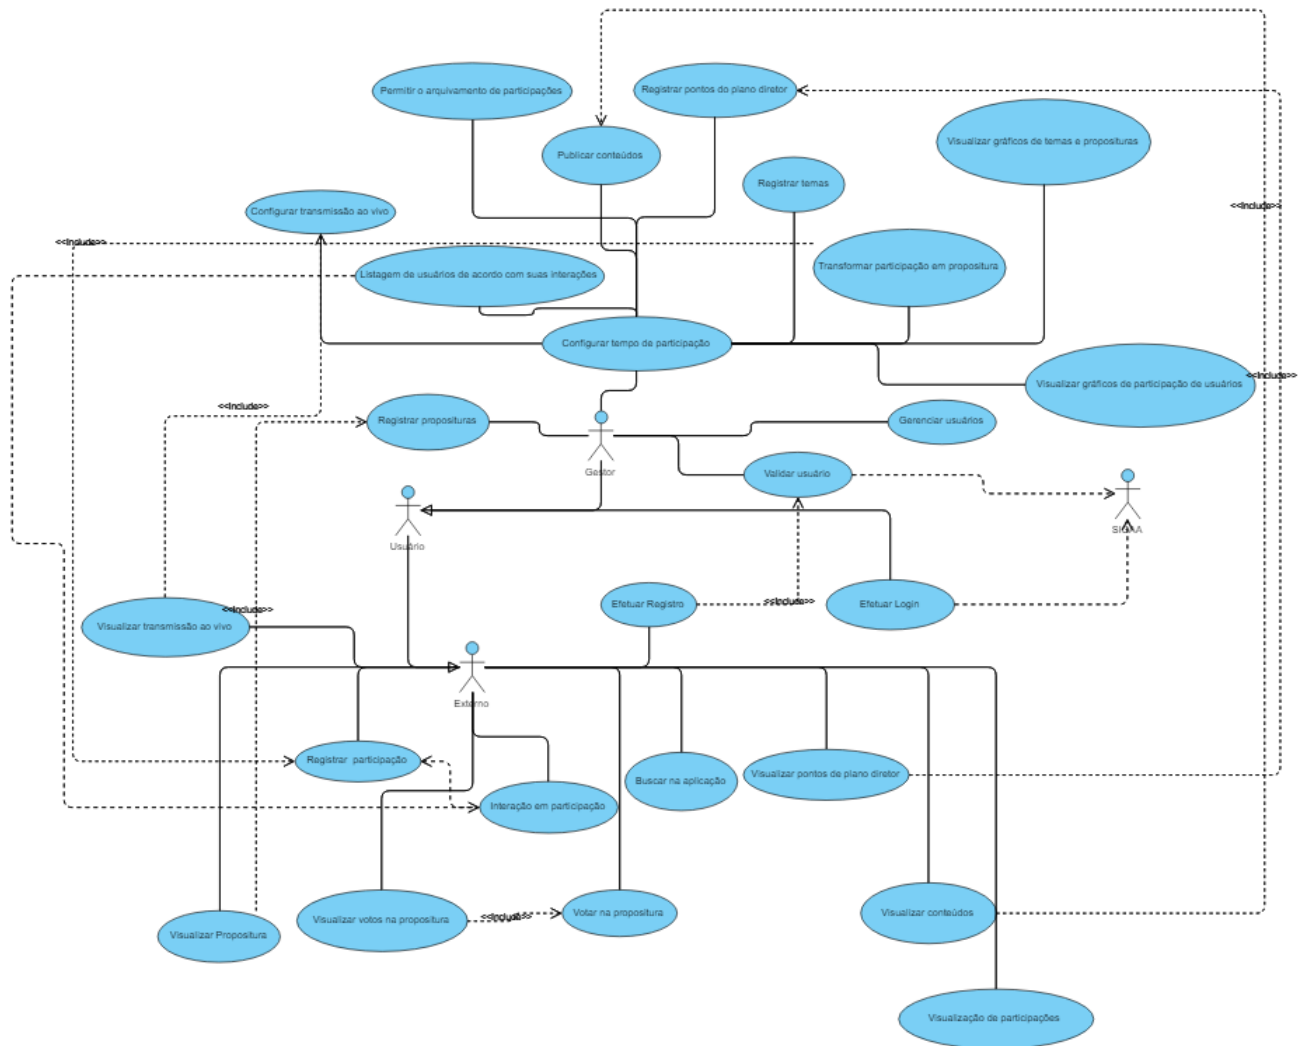 Permitir o arquivamento de participações
Registrar pontos do plano diretor
Publicar conteúdos
Visualizar gráficos de temas e proposituras
Registrar temas
<<Include>>
Configurar transmissão ao vivo
<<Include>>
Listagem de usuários de acordo com suas interações
Transformar participação em propositura
Configurar tempo de participação
<<Include>>
Visualizar gráficos de participação de usuários
<<Include>>
Registrar proposituras
Gerenciar usuários
Gestor
Validar usuário
SIGAA
Usuário
Efetuar Registro
<<Include>>
Efetuar Login
<<Include>>
Visualizar transmissão ao vivo
Externo
Registrar participação
Visualizar pontos de plano diretor
Buscar na aplicação
Interação em participação
Visualizar votos na propositura
<<Include>>
Votar na propositura
Visualizar conteúdos
Visualizar Propositura
Visualização de participações